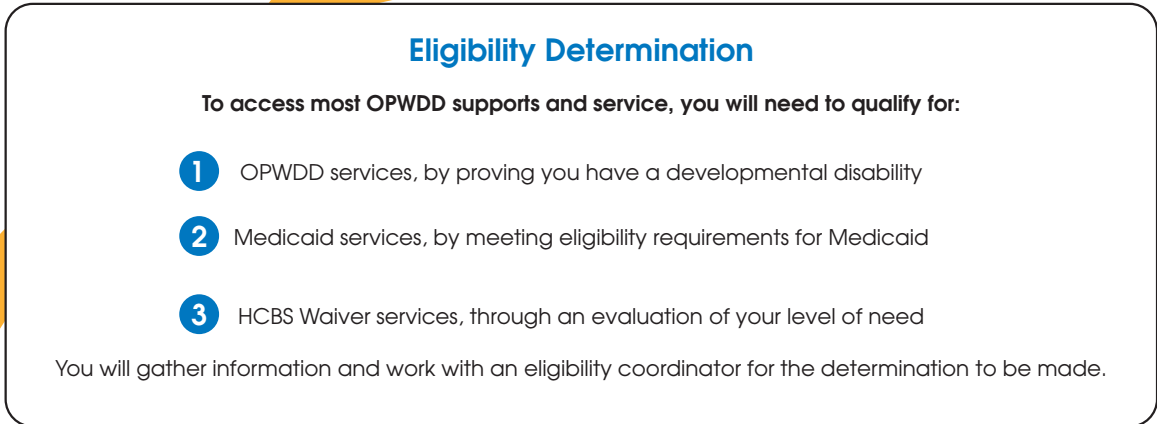 Eligibility Determination
To access most OPWDD supports and service, you will need to qualify for:
1 OPWDD services, by proving you have a developmental disability
2 Medicaid services, by meeting eligibility requirements for Medicaid
3 HCBS Waiver services, through an evaluation of your level of need
You will gather information and work with an eligibility coordinator for the determination to be made.